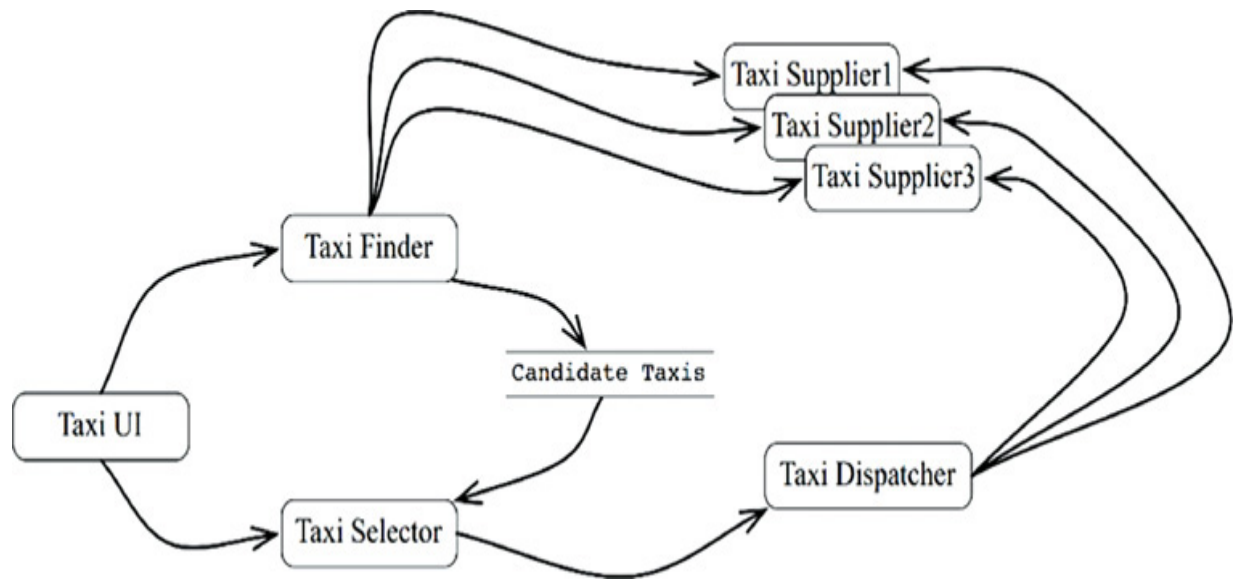 Taxi Supplier1
Taxi Supplier2
Taxi Supplier3
Taxi Finder
Candidate Taxis
Taxi UI
Taxi Dispatcher
Taxi Selector